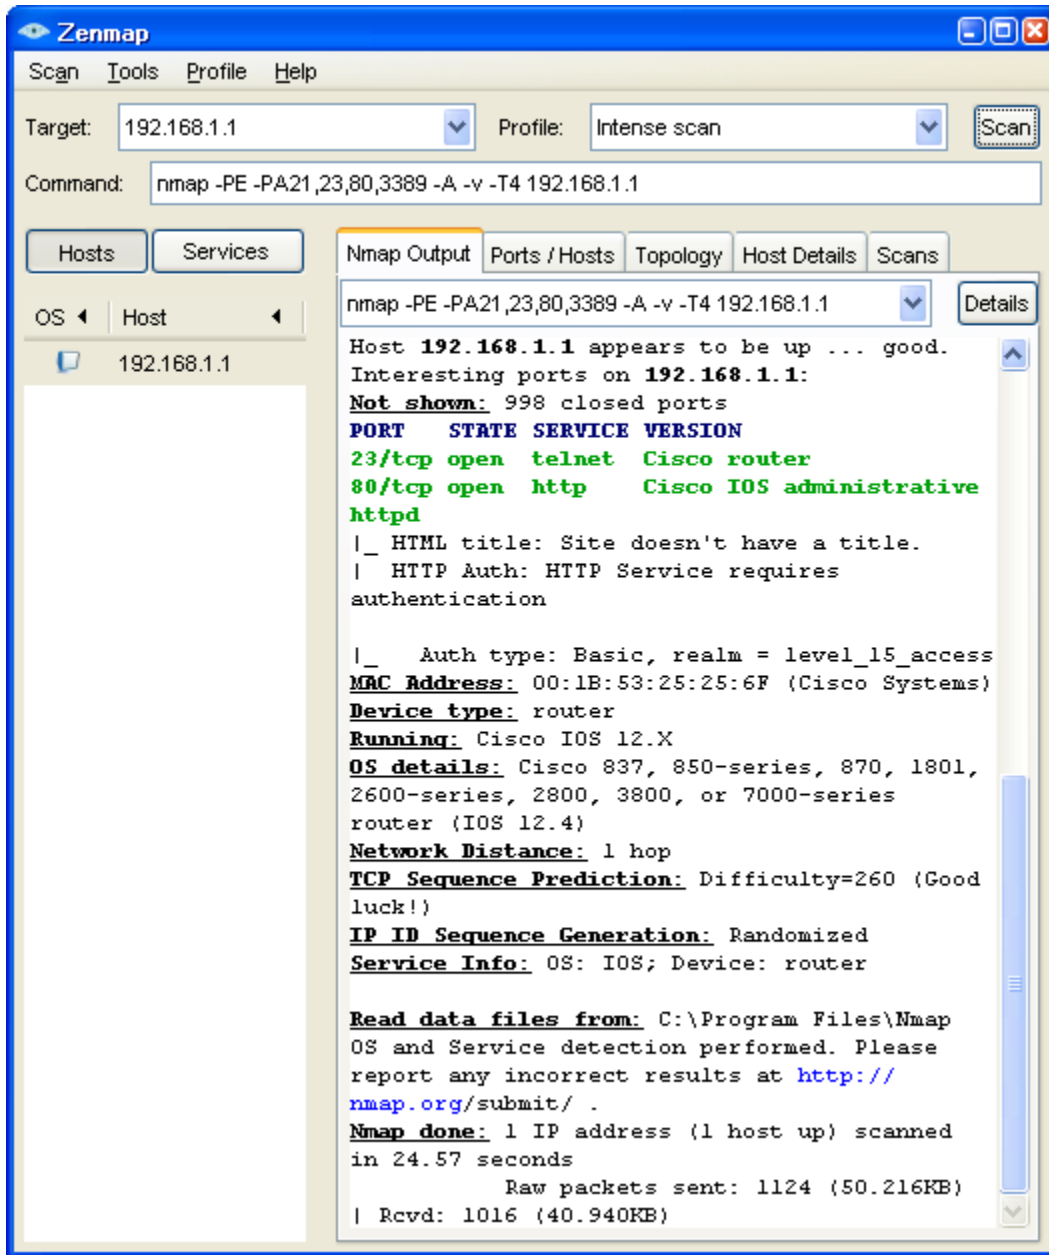 Zenmap
Scan Tools Profile Help
Target: 192.168.1.1 Profile: Intense scan Scan
Command: nmap -PE -PA21,23,80,3389 -A -v -T4 192.168.1.1
Hosts Services
Nmap Output Ports / Hosts Topology Host Details Scans
nmap -PE -PA21,23,80,3389 -A -v -T4 192.168.1.1 Details
OS Host
192.168.1.1
Host 192.168.1.1 appears to be up ... good.
Interesting ports on 192.168.1.1:
Not shown: 998 closed ports
PORT STATE SERVICE VERSION
23/tcp open telnet Cisco router
80/tcp open http Cisco IOS administrative
httpd
|_ HTML title: Site doesn't have a title.
| HTTP Auth: HTTP Service requires
authentication
|_ Auth type: Basic, realm = level_15_access
MAC Address: 00:1B:53:25:25:6F (Cisco Systems)
Device type: router
Running: Cisco IOS 12.X
OS details: Cisco 837, 850-series, 870, 1801,
2600-series, 2800, 3800, or 7000-series
router (IOS 12.4)
Network Distance: 1 hop
TCP Sequence Prediction: Difficulty=260 (Good
luck!)
IP ID Sequence Generation: Randomized
Service Info: OS: IOS; Device: router
Read data files from: C:\Program Files\Nmap
OS and Service detection performed. Please
report any incorrect results at http://
nmap.org/submit/ .
Nmap done: 1 IP address (1 host up) scanned
in 24.57 seconds
Raw packets sent: 1124 (50.216KB)
| Rcvd: 1016 (40.940KB)